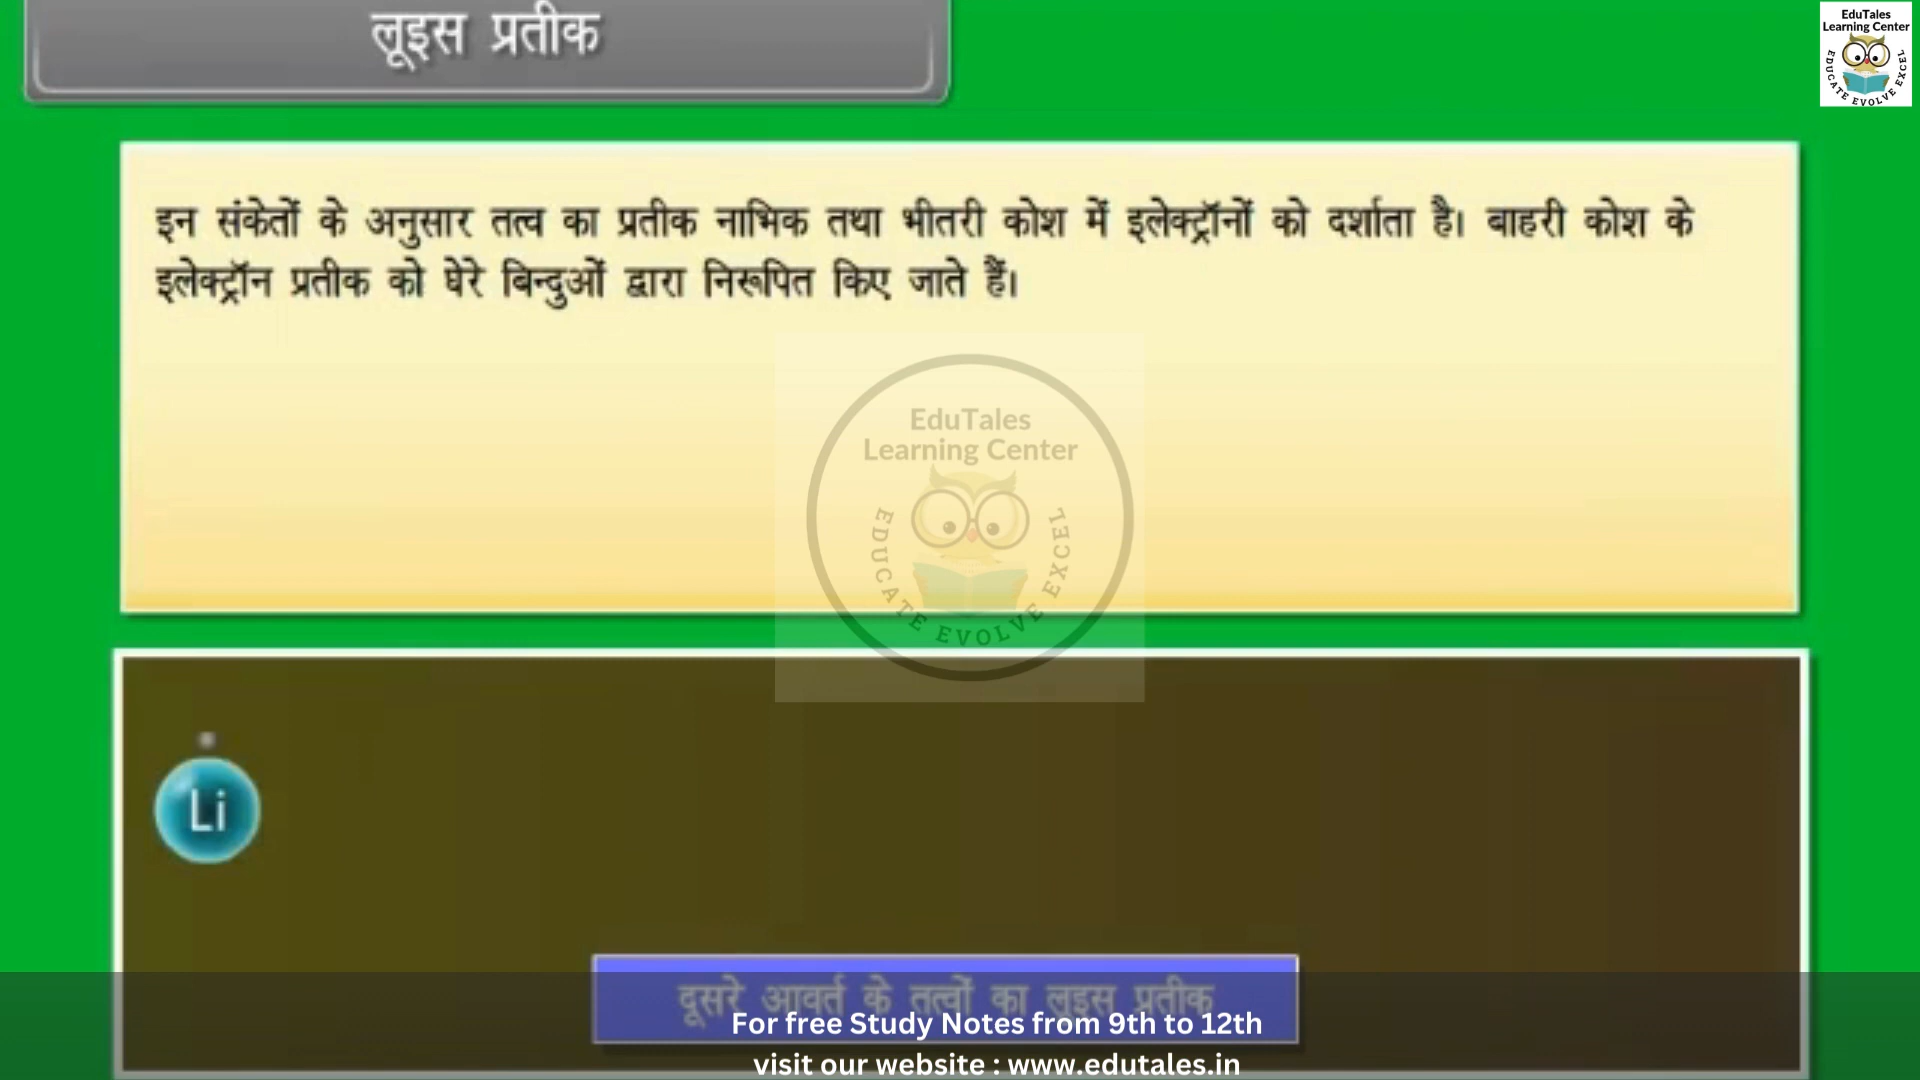 लूइस प्रतीक
EduTales
Learning Center
EDUCATE EVOLVE EXCEL
इन संकेतों के अनुसार तत्व का प्रतीक नाभिक तथा भीतरी कोश में इलेक्ट्रॉनों को दर्शाता है। बाहरी कोश के
इलेक्ट्रॉन प्रतीक को घेरे बिन्दुओं द्वारा निरूपित किए जाते हैं।
EduTales
Learning Center
EDUCATE EVOLVE EXCEL
Li
दूसरे आवर्त के तत्वों का लुइस प्रतीक
For free Study Notes from 9th to 12th
visit our website : www.edutales.in